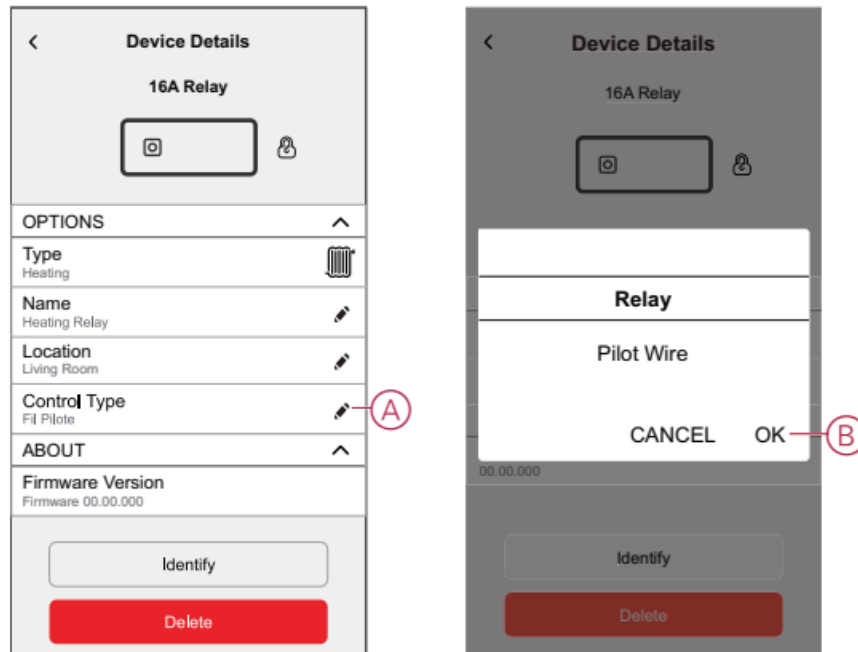 Device Details
16A Relay
OPTIONS
Type
Heating
Name
Heating Relay
Location
Living Room
Control Type
Fil Pilote
A
ABOUT
Firmware Version
Firmware 00.00.000
Identify
Delete
Device Details
16A Relay
Relay
Pilot Wire
CANCEL OK
B
00.00.000
Identify
Delete